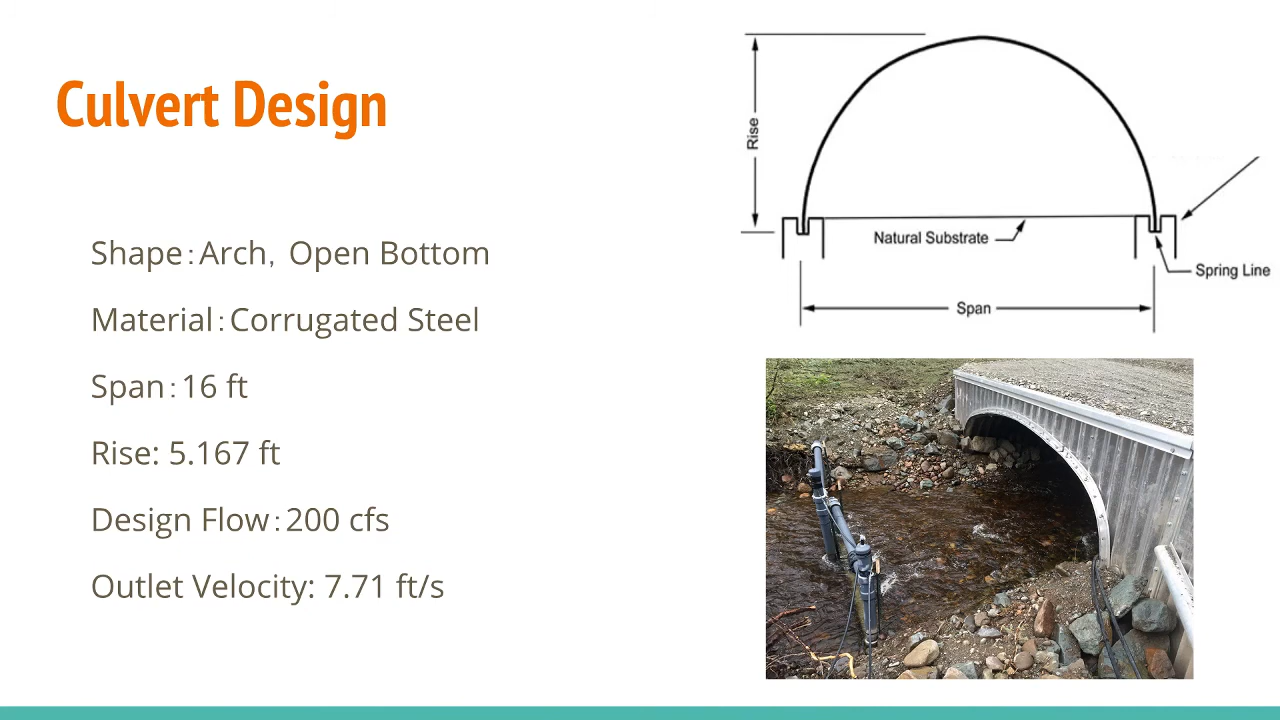 Culvert Design
Shape：Arch，Open Bottom
Material：Corrugated Steel
Span：16 ft
Rise: 5.167 ft
Design Flow：200 cfs
Outlet Velocity: 7.71 ft/s
Rise
Natural Substrate
Spring Line
Span